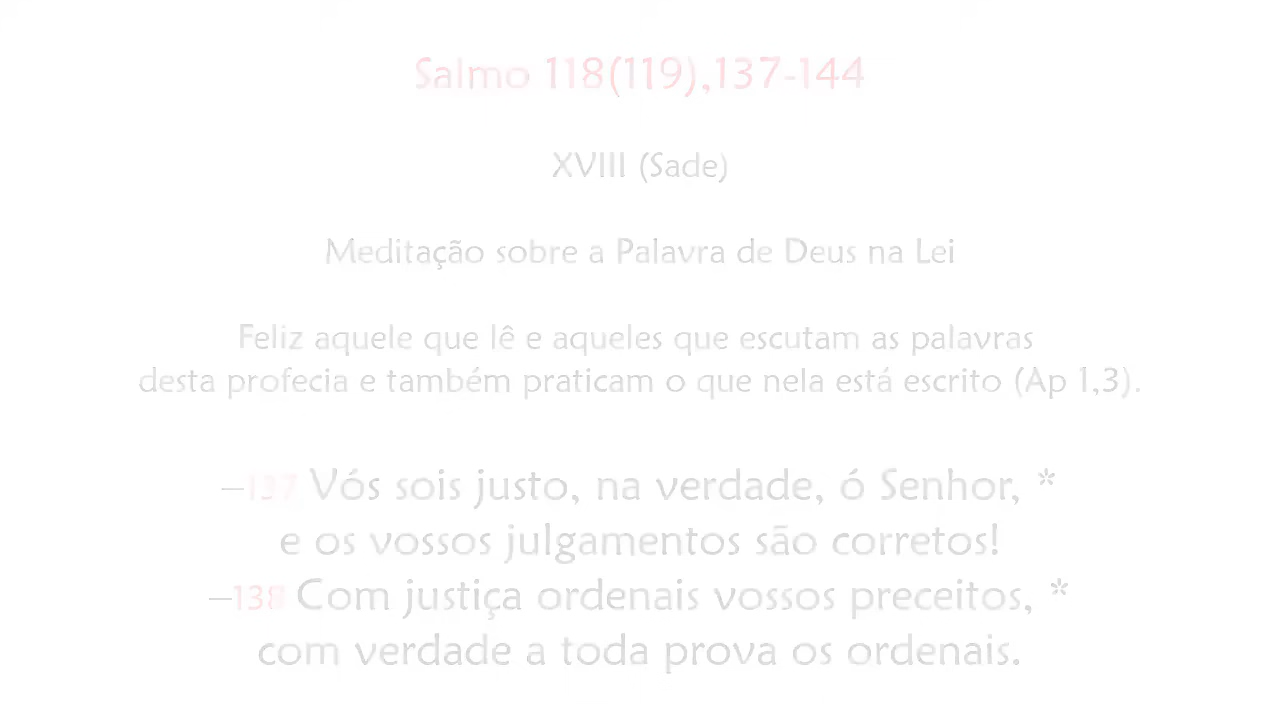 Salmo 118(119),137-144
XVIII (Sade)
Meditação sobre a Palavra de Deus na Lei
Feliz aquele que lê e aqueles que escutam as palavras
desta profecia e também praticam o que nela está escrito (Ap 1,3).
–137 Vós sois justo, na verdade, ó Senhor, *
e os vossos julgamentos são corretos!
–138 Com justiça ordenais vossos preceitos, *
com verdade a toda prova os ordenais.